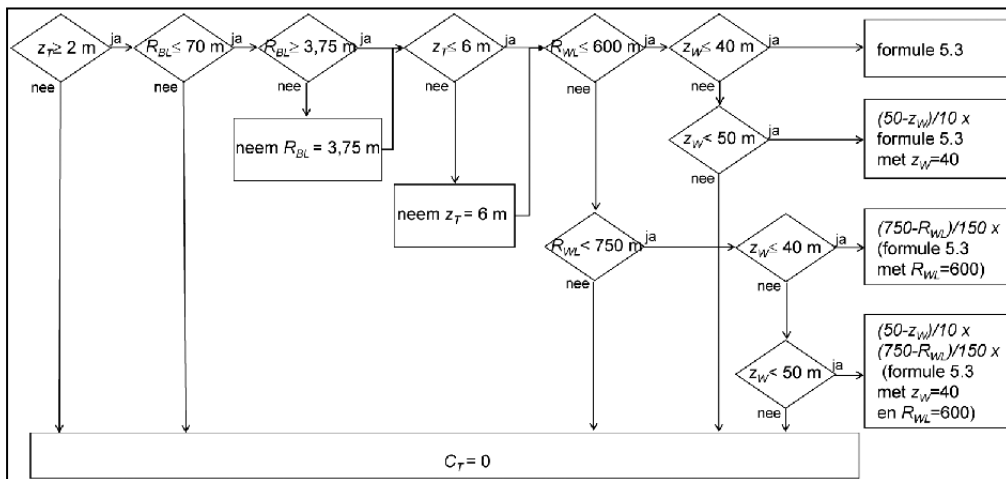 z_T ≥ 2 m
ja
nee
R_BL ≤ 70 m
ja
nee
R_BL ≥ 3,75 m
ja
nee
neem R_BL = 3,75 m
z_T ≤ 6 m
ja
nee
neem z_T = 6 m
R_WL ≤ 600 m
ja
nee
z_W ≤ 40 m
ja
nee
formule 5.3
z_W < 50 m
ja
nee
(50-z_W)/10 x
formule 5.3
met z_W=40
R_WL < 750 m
ja
nee
z_W ≤ 40 m
ja
nee
(750-R_WL)/150 x
(formule 5.3
met R_WL=600)
z_W < 50 m
ja
nee
(50-z_W)/10 x
(750-R_WL)/150 x
(formule 5.3
met z_W=40
en R_WL=600)
C_T = 0